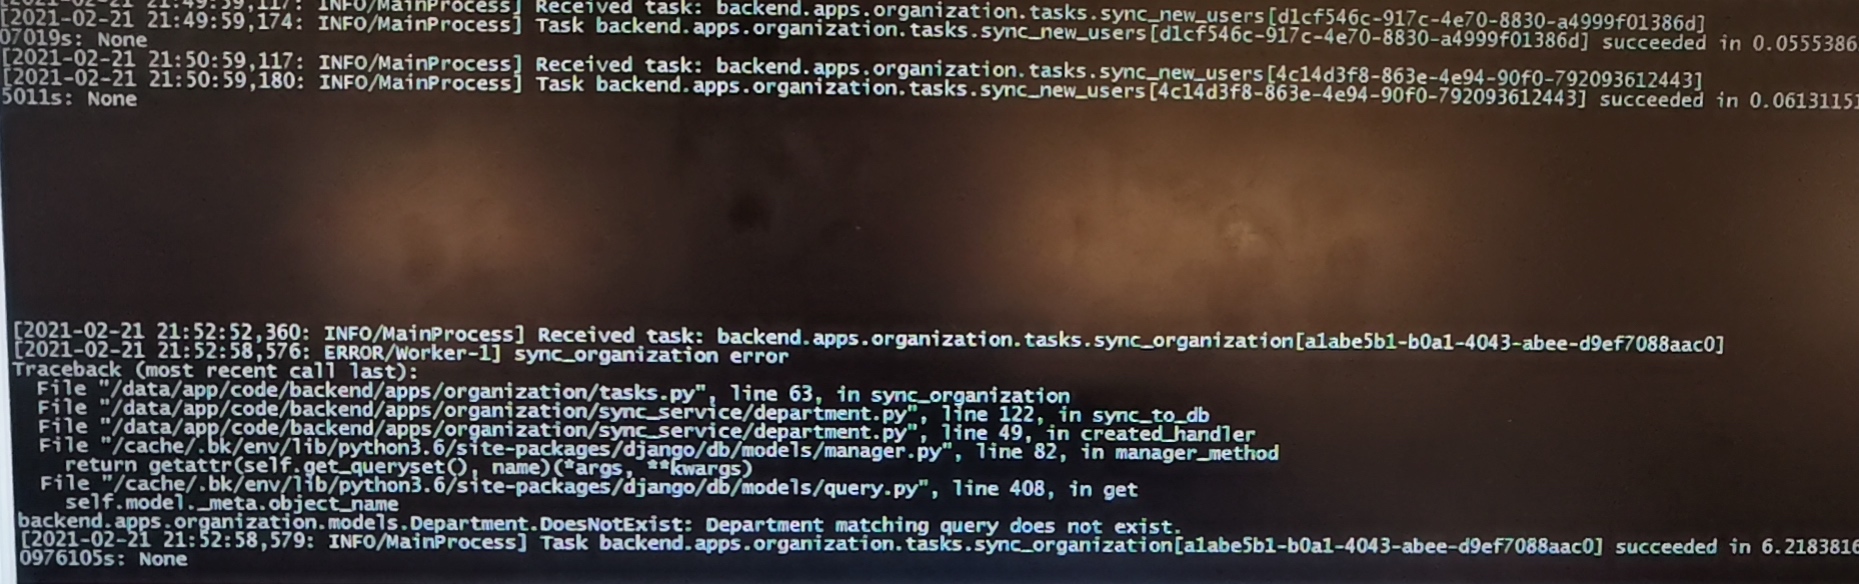 [2021-02-21 21:49:59,117: INFO/MainProcess] Received task: backend.apps.organization.tasks.sync_new_users[d1cf546c-917c-4e70-8830-a4999f01386d]
[2021-02-21 21:49:59,174: INFO/MainProcess] Task backend.apps.organization.tasks.sync_new_users[d1cf546c-917c-4e70-8830-a4999f01386d] succeeded in 0.0555386
07019s: None
[2021-02-21 21:50:59,117: INFO/MainProcess] Received task: backend.apps.organization.tasks.sync_new_users[4c14d3f8-863e-4e94-90f0-792093612443]
[2021-02-21 21:50:59,180: INFO/MainProcess] Task backend.apps.organization.tasks.sync_new_users[4c14d3f8-863e-4e94-90f0-792093612443] succeeded in 0.06131151
5011s: None
[2021-02-21 21:52:52,360: INFO/MainProcess] Received task: backend.apps.organization.tasks.sync_organization[a1abe5b1-b0a1-4043-abee-d9ef7088aac0]
[2021-02-21 21:52:58,576: ERROR/Worker-1] sync_organization error
Traceback (most recent call last):
  File "/data/app/code/backend/apps/organization/tasks.py", line 63, in sync_organization
  File "/data/app/code/backend/apps/organization/sync_service/department.py", line 122, in sync_to_db
  File "/data/app/code/backend/apps/organization/sync_service/department.py", line 49, in created_handler
  File "/cache/.bk/env/lib/python3.6/site-packages/django/db/models/manager.py", line 82, in manager_method
    return getattr(self.get_queryset(), name)(*args, **kwargs)
  File "/cache/.bk/env/lib/python3.6/site-packages/django/db/models/query.py", line 408, in get
    self.model._meta.object_name
backend.apps.organization.models.Department.DoesNotExist: Department matching query does not exist.
[2021-02-21 21:52:58,579: INFO/MainProcess] Task backend.apps.organization.tasks.sync_organization[a1abe5b1-b0a1-4043-abee-d9ef7088aac0] succeeded in 6.2183816
0976105s: None